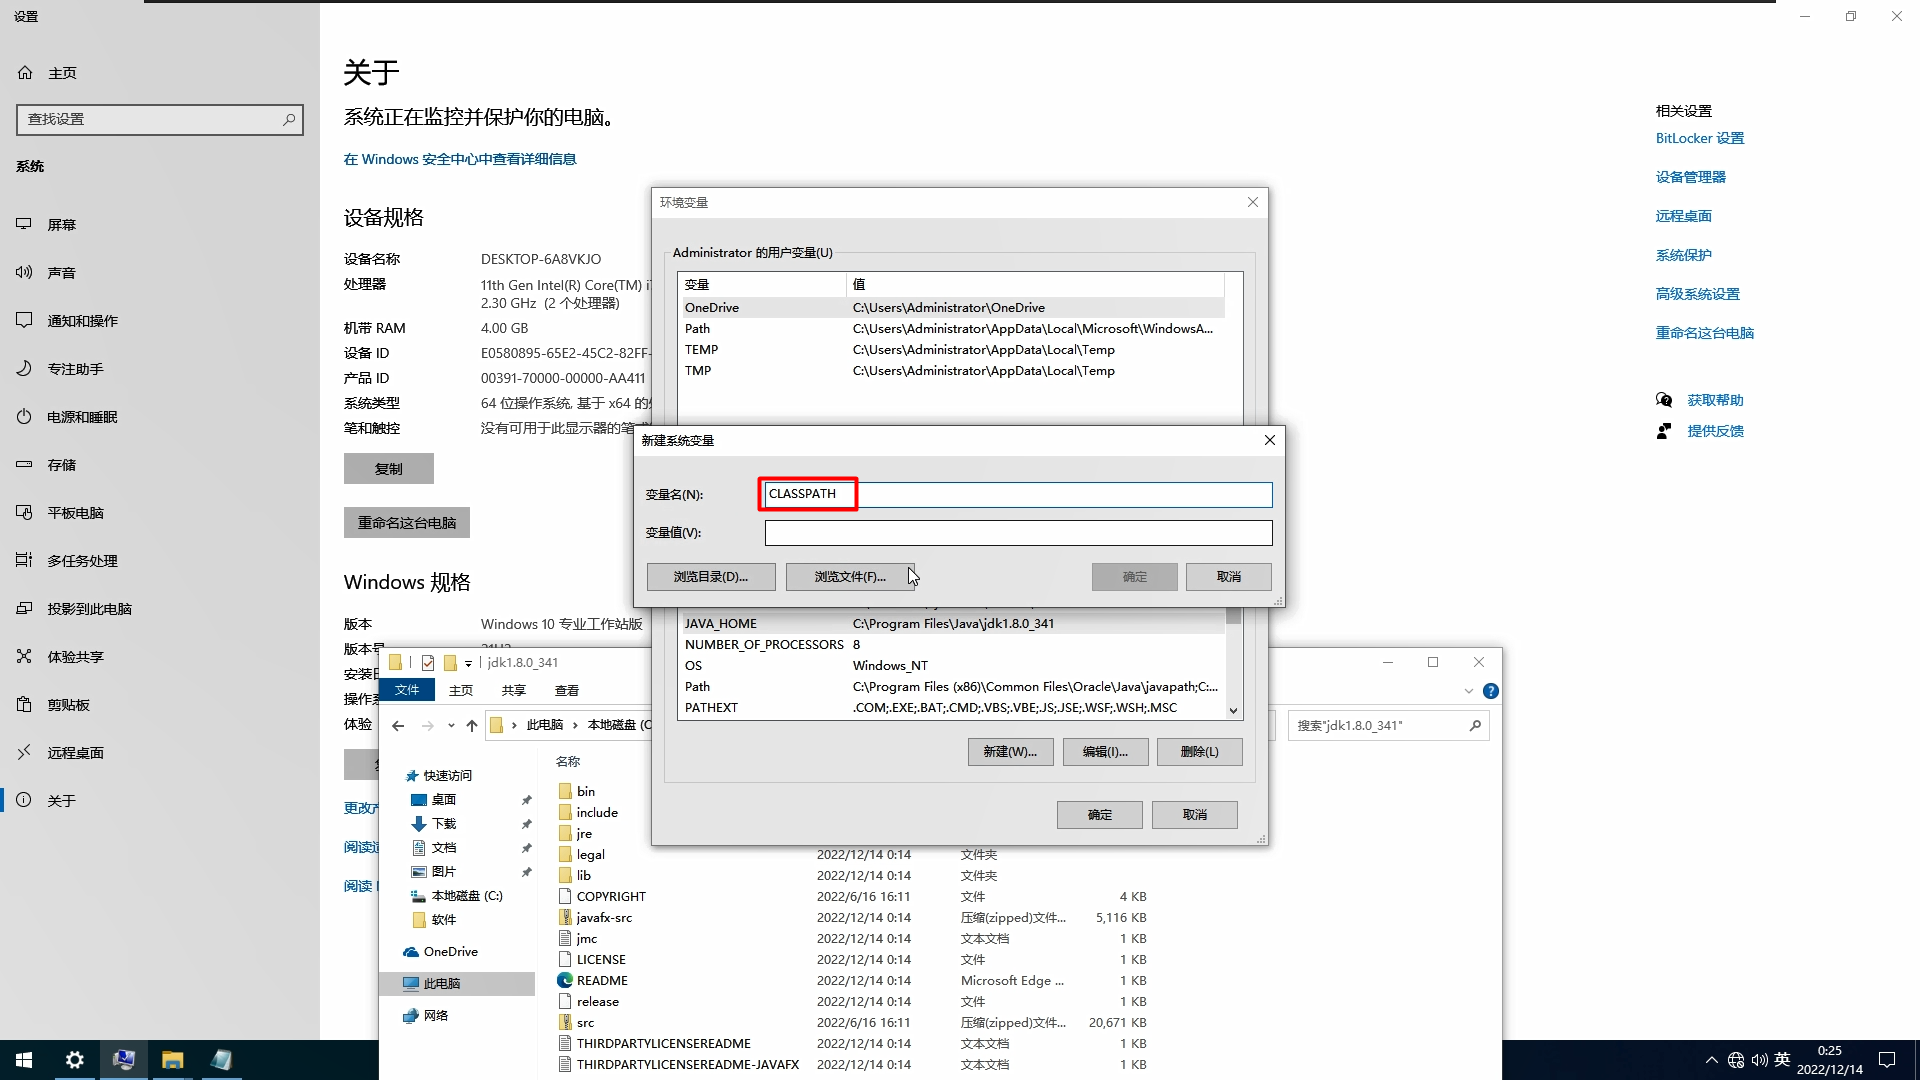 设置
主页
查找设置
系统
屏幕
声音
通知和操作
专注助手
电源和睡眠
存储
平板电脑
多任务处理
投影到此电脑
体验共享
剪贴板
远程桌面
关于
关于
系统正在监控并保护你的电脑。
在 Windows 安全中心中查看详细信息
设备规格
设备名称 DESKTOP-6A8VKJO
处理器 11th Gen Intel(R) Core(TM)
2.30 GHz (2 个处理器)
机带 RAM 4.00 GB
设备 ID E0580895-65E2-45C2-82FF-
产品 ID 00391-70000-00000-AA411
系统类型 64 位操作系统, 基于 x64 的
笔和触控 没有可用于此显示器的笔
复制
重命名这台电脑
Windows 规格
版本 Windows 10 专业工作站版
版本
安装
操作
体验
更改
阅读
阅读
相关设置
BitLocker 设置
设备管理器
远程桌面
系统保护
高级系统设置
重命名这台电脑
获取帮助
提供反馈
环境变量
Administrator 的用户变量(U)
变量 值
OneDrive C:\Users\Administrator\OneDrive
Path C:\Users\Administrator\AppData\Local\Microsoft\WindowsA...
TEMP C:\Users\Administrator\AppData\Local\Temp
TMP C:\Users\Administrator\AppData\Local\Temp
新建系统变量
变量名(N): CLASSPATH
变量值(V):
浏览目录(D)... 浏览文件(F)... 确定 取消
JAVA_HOME C:\Program Files\Java\jdk1.8.0_341
NUMBER_OF_PROCESSORS 8
OS Windows_NT
Path C:\Program Files (x86)\Common Files\Oracle\Java\javapath;C:...
PATHEXT .COM;.EXE;.BAT;.CMD;.VBS;.VBE;.JS;.JSE;.WSF;.WSH;.MSC
新建(W)... 编辑(I)... 删除(L)
确定 取消
jdk1.8.0_341
文件 主页 共享 查看
此电脑 本地磁盘 (C
搜索"jdk1.8.0_341"
快速访问
桌面
下载
文档
图片
本地磁盘 (C:)
软件
OneDrive
此电脑
网络
名称
bin
include
jre
legal 2022/12/14 0:14 文件夹
lib 2022/12/14 0:14 文件夹
COPYRIGHT 2022/6/16 16:11 文件 4 KB
javafx-src 2022/12/14 0:14 压缩(zipped)文件... 5,116 KB
jmc 2022/12/14 0:14 文本文档 1 KB
LICENSE 2022/12/14 0:14 文件 1 KB
README 2022/12/14 0:14 Microsoft Edge ... 1 KB
release 2022/12/14 0:14 文件 1 KB
src 2022/6/16 16:11 压缩(zipped)文件... 20,671 KB
THIRDPARTYLICENSEREADME 2022/12/14 0:14 文本文档 1 KB
THIRDPARTYLICENSEREADME-JAVAFX 2022/12/14 0:14 文本文档 1 KB
英
0:25
2022/12/14